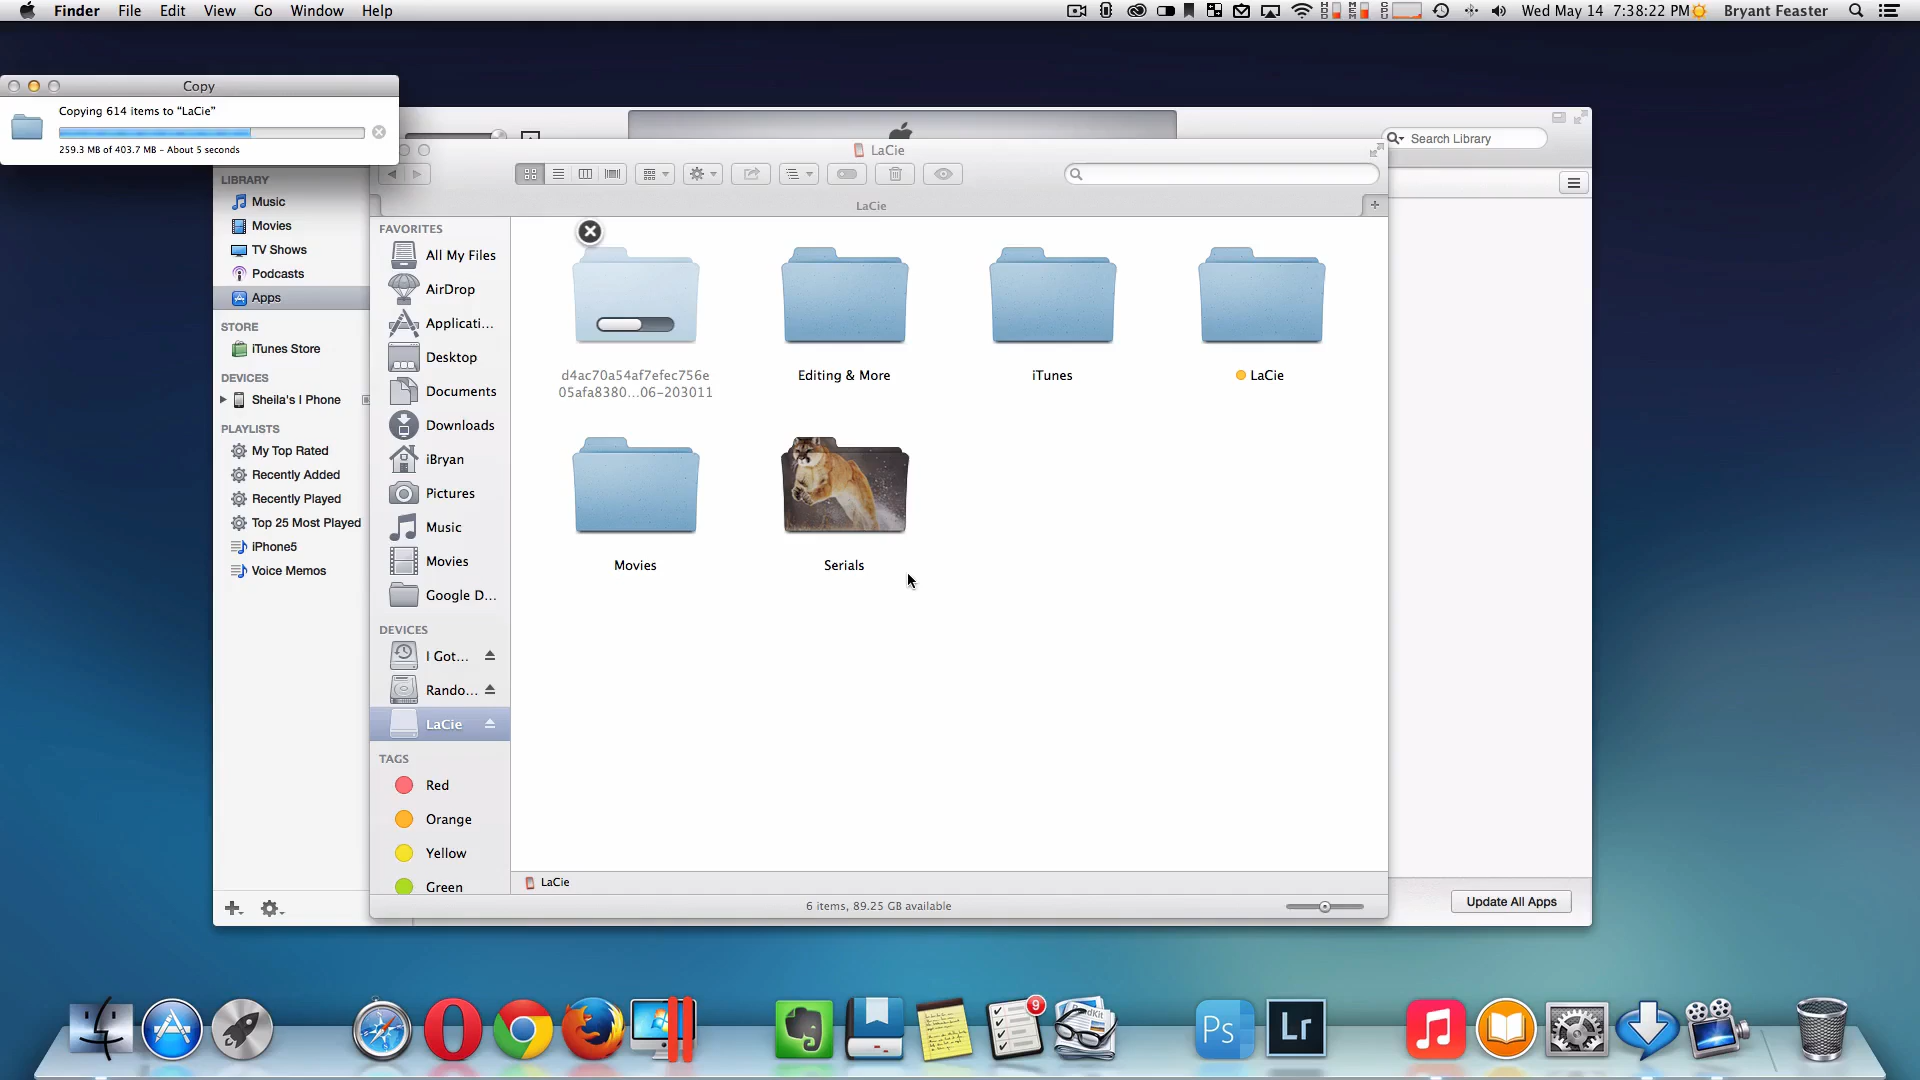 Finder File Edit View Go Window Help
Wed May 14 7:38:22 PM Bryant Feaster
Copy
Copying 614 items to “LaCie”
259.3 MB of 403.7 MB – About 5 seconds
Search Library
LIBRARY
Music
Movies
TV Shows
Podcasts
Apps
STORE
iTunes Store
DEVICES
Sheila's I Phone
PLAYLISTS
My Top Rated
Recently Added
Recently Played
Top 25 Most Played
iPhone5
Voice Memos
LaCie
LaCie
FAVORITES
All My Files
AirDrop
Applicati...
Desktop
Documents
Downloads
iBryan
Pictures
Music
Movies
Google D...
DEVICES
I Got...
Rando...
LaCie
TAGS
Red
Orange
Yellow
Green
d4ac70a54af7efec756e
05afa8380...06-203011
Editing & More
iTunes
LaCie
Movies
Serials
LaCie
6 items, 89.25 GB available
Update All Apps
9
Ps
Lr